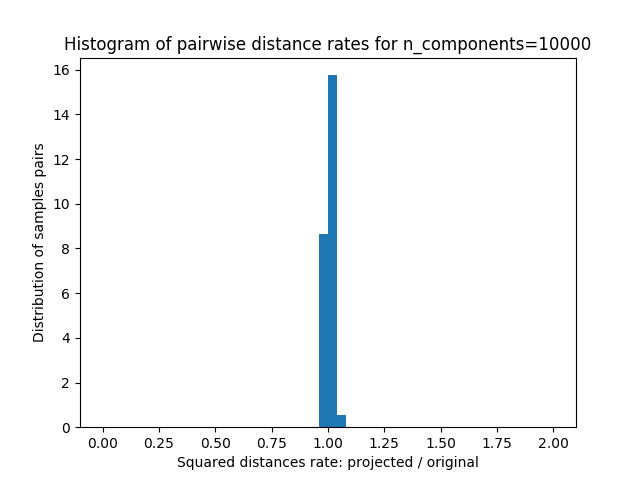 Histogram of pairwise distance rates for n_components=10000
16
14
12
10
8
6
4
2
0
Distribution of samples pairs
0.00 0.25 0.50 0.75 1.00 1.25 1.50 1.75 2.00
Squared distances rate: projected / original